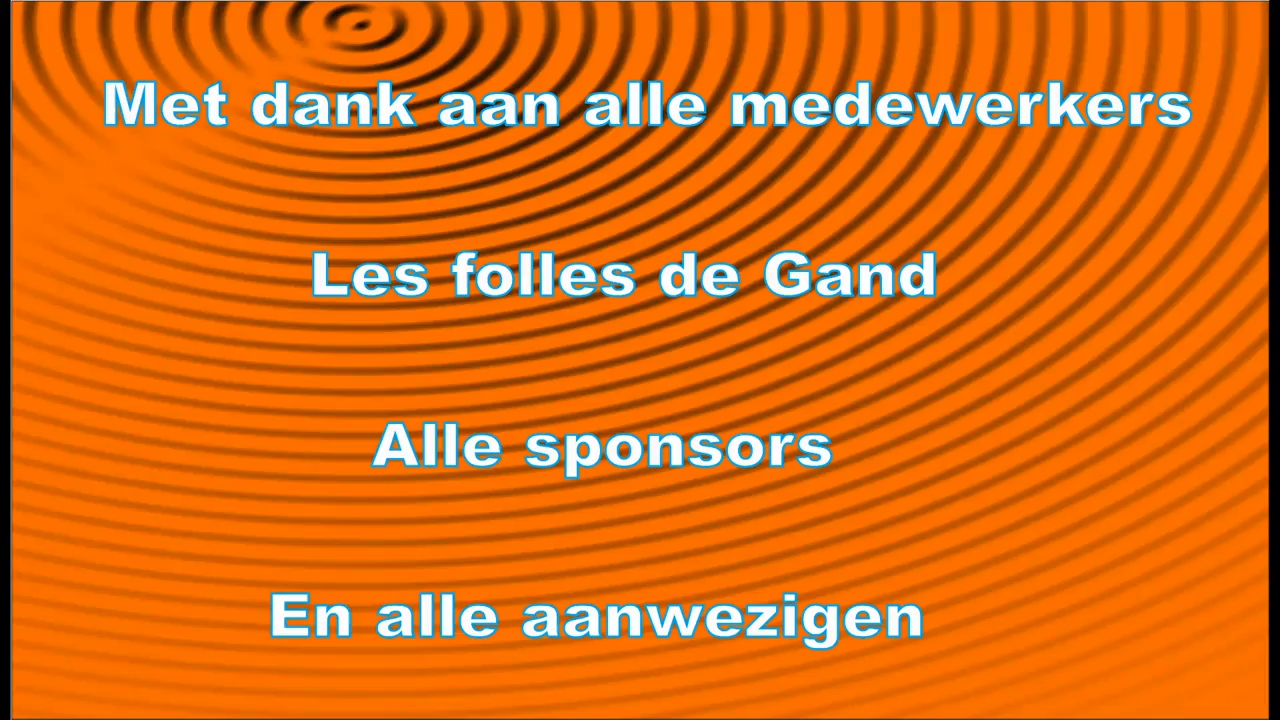 Met dank aan alle medewerkers
Les folles de Gand
Alle sponsors
En alle aanwezigen